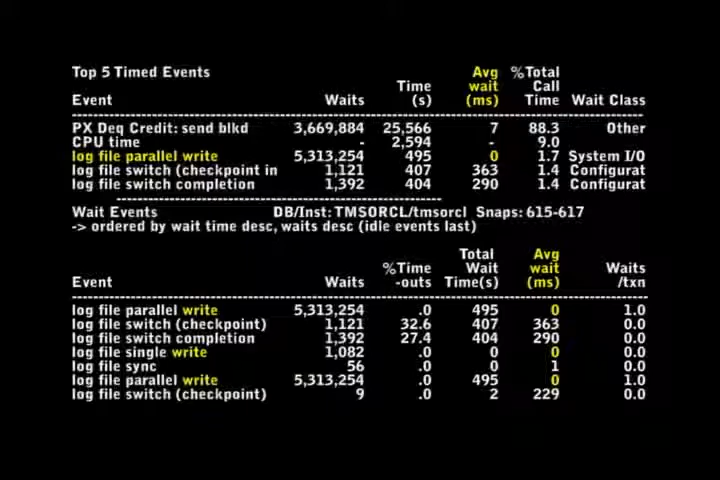 Top 5 Timed Events Avg %Total
Time wait Call
Event Waits (s) (ms) Time Wait Class
PX Deq Credit: send blkd 3,669,884 25,566 7 88.3 Other
CPU time - 2,594 - 9.0
log file parallel write 5,313,254 495 0 1.7 System I/O
log file switch (checkpoint in 1,121 407 363 1.4 Configurat
log file switch completion 1,392 404 290 1.4 Configurat
Wait Events DB/Inst: TMSORCL/tmsorcl Snaps: 615-617
-> ordered by wait time desc, waits desc (idle events last)
Total Avg
%Time Wait wait Waits
Event Waits -outs Time(s) (ms) /txn
log file parallel write 5,313,254 .0 495 0 1.0
log file switch (checkpoint) 1,121 32.6 407 363 0.0
log file switch completion 1,392 27.4 404 290 0.0
log file single write 1,082 .0 0 0 0.0
log file sync 56 .0 0 1 0.0
log file parallel write 5,313,254 .0 495 0 1.0
log file switch (checkpoint) 9 .0 2 229 0.0